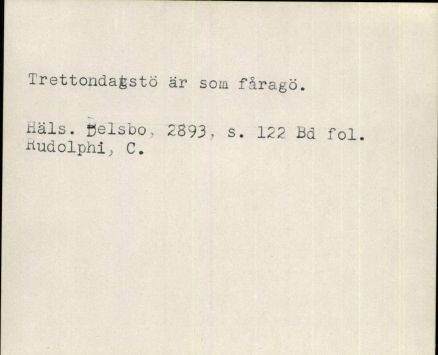 Trettondagstö är som fåragö.
Häls. Delsbo, 2893, s. 122 Bd fol.
Rudolphi, C.